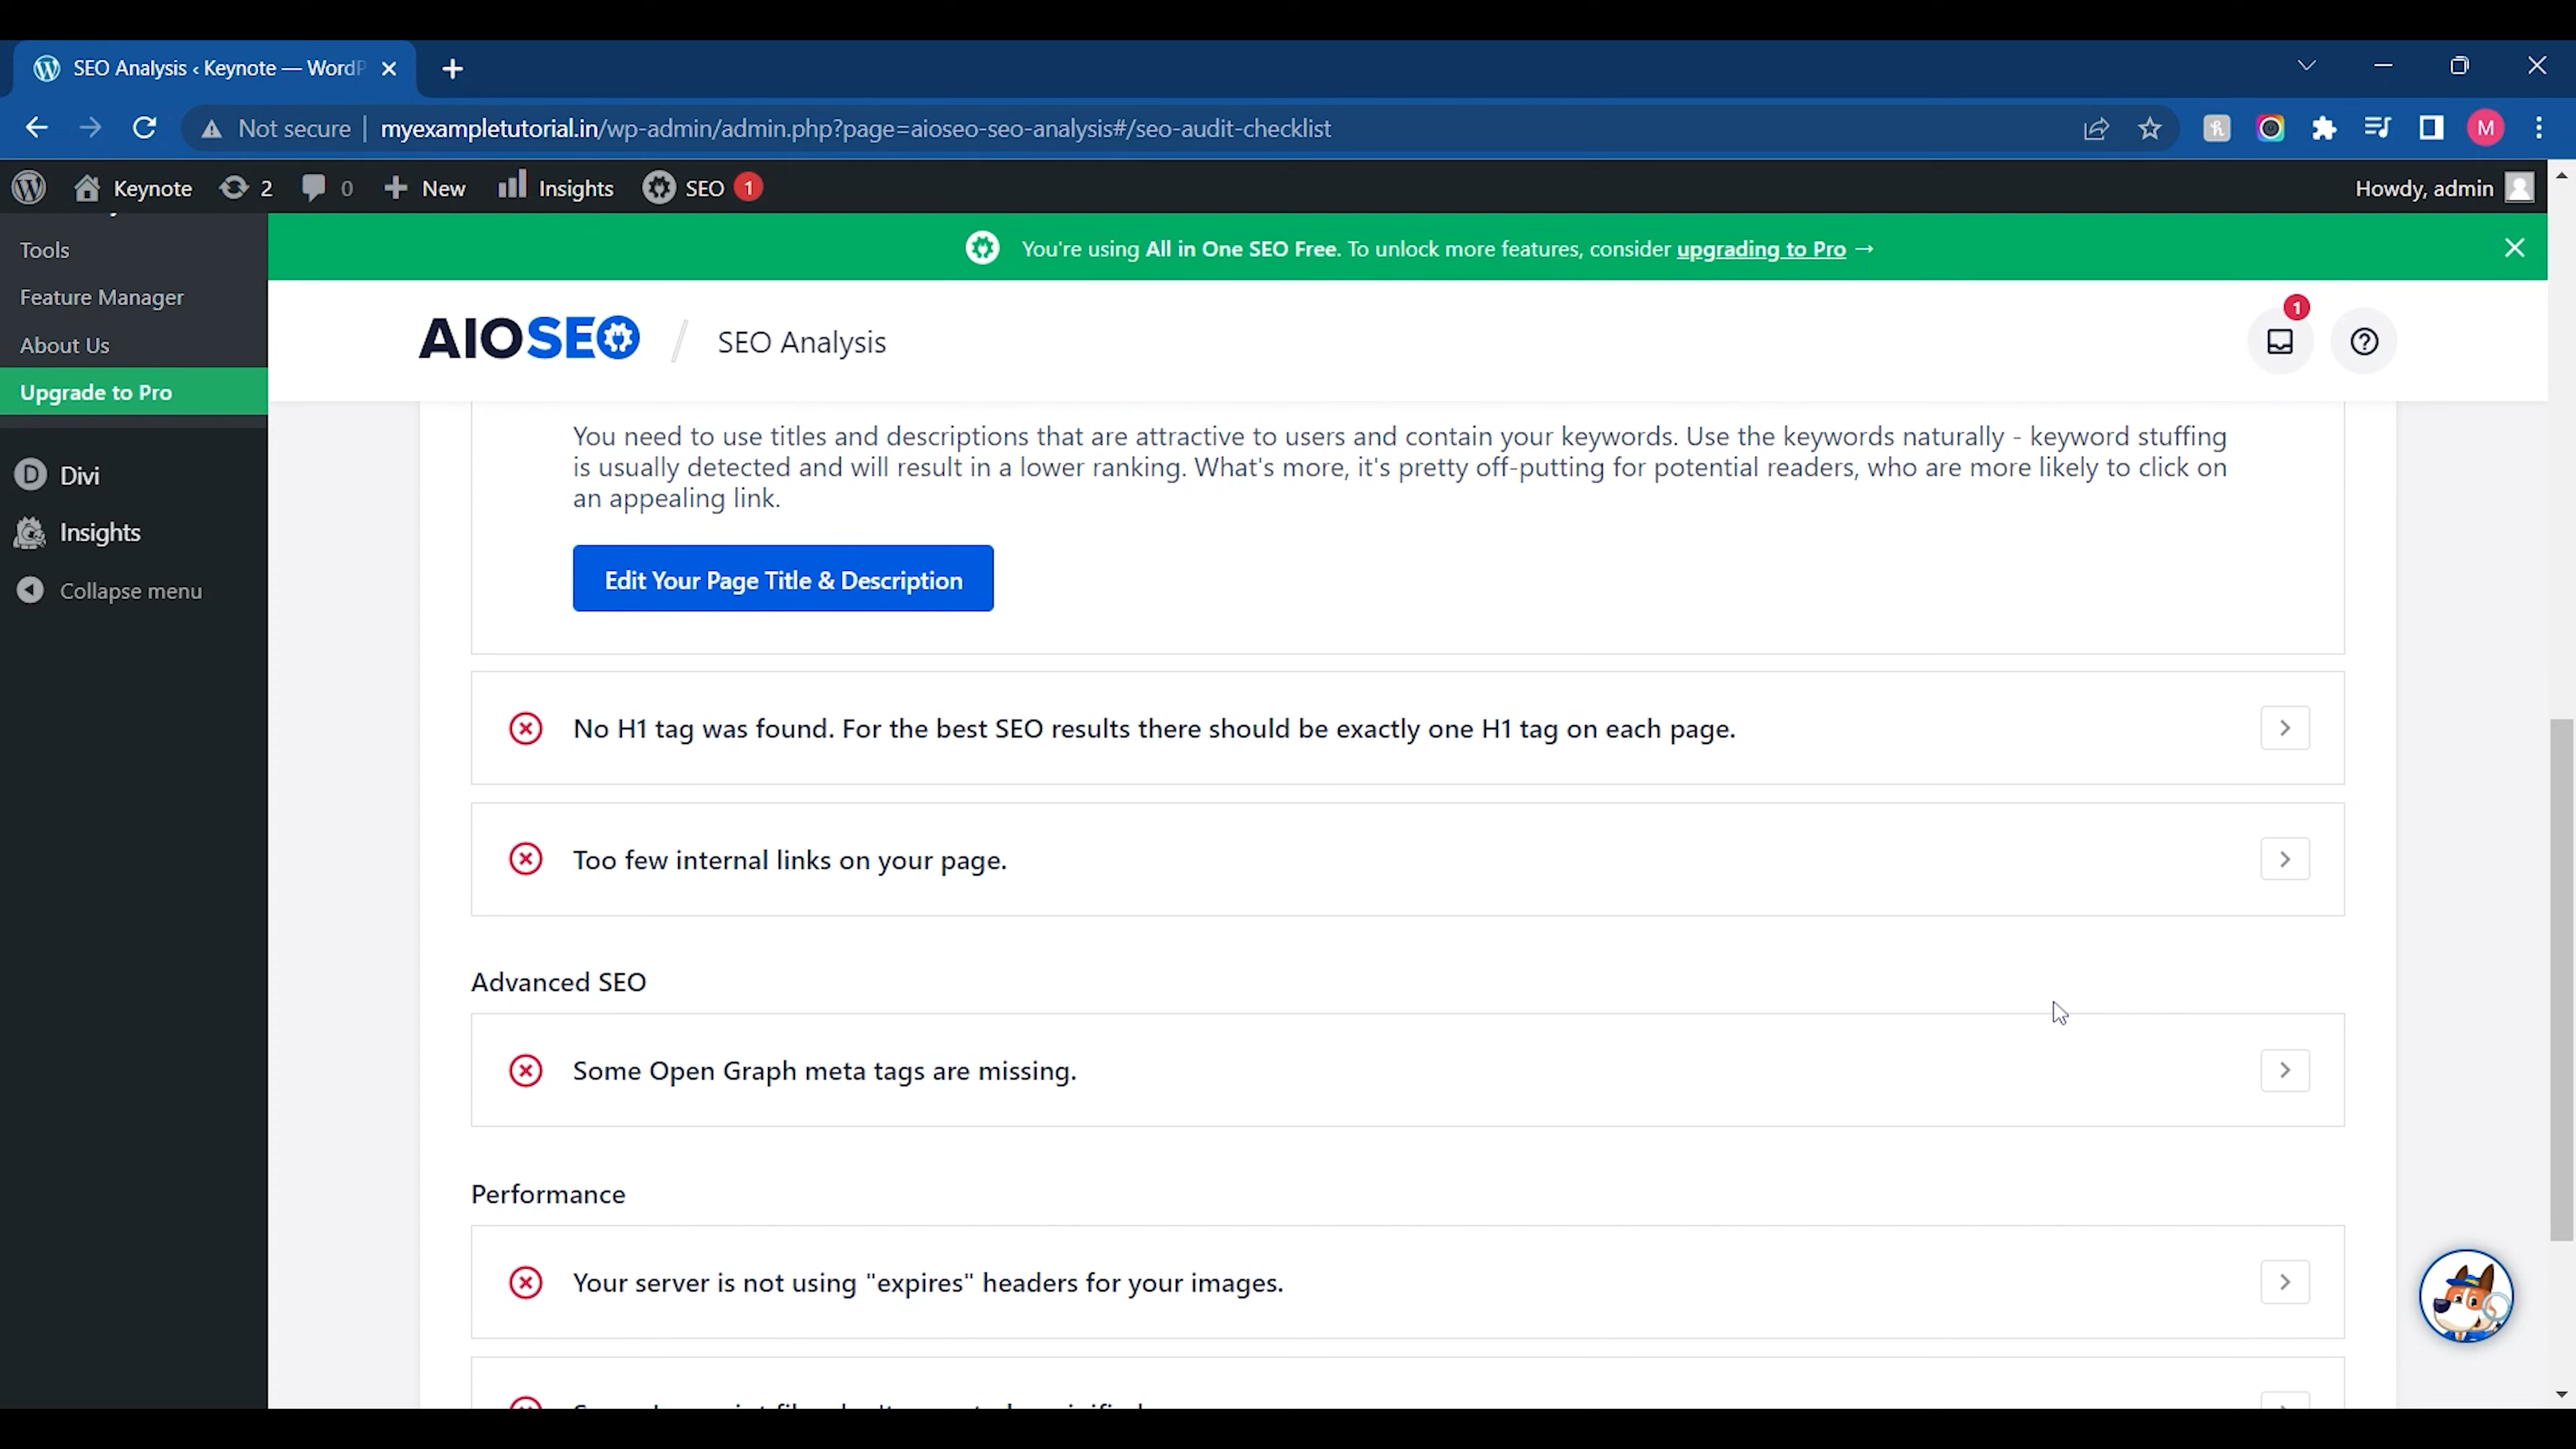 SEO Analysis ‹ Keynote — WordP
Not secure | myexampletutorial.in/wp-admin/admin.php?page=aioseo-seo-analysis#/seo-audit-checklist
M
Keynote 2 0 New Insights SEO 1 Howdy, admin
Tools
Feature Manager
About Us
Upgrade to Pro
Divi
Insights
Collapse menu
You're using All in One SEO Free. To unlock more features, consider upgrading to Pro →
AIOSEO / SEO Analysis
1
You need to use titles and descriptions that are attractive to users and contain your keywords. Use the keywords naturally - keyword stuffing
is usually detected and will result in a lower ranking. What's more, it's pretty off-putting for potential readers, who are more likely to click on
an appealing link.
Edit Your Page Title & Description
No H1 tag was found. For the best SEO results there should be exactly one H1 tag on each page.
Too few internal links on your page.
Advanced SEO
Some Open Graph meta tags are missing.
Performance
Your server is not using "expires" headers for your images.